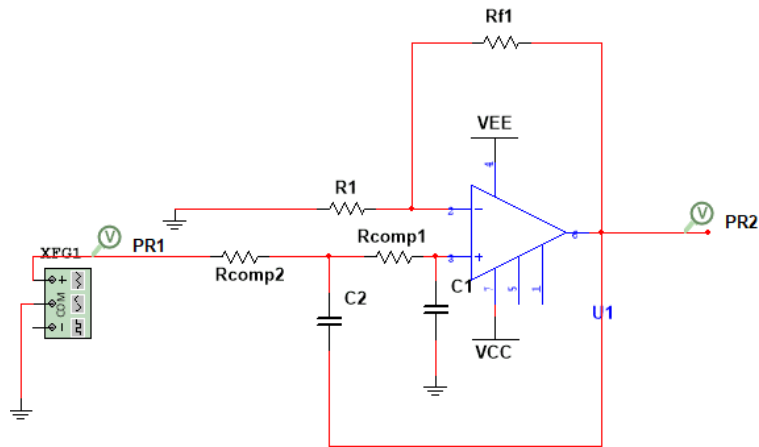 Rf1
VEE
4
R1
2
XFG1
PR1
Rcomp1
6
PR2
3
Rcomp2
COM
C2
C1
7
5
1
U1
VCC